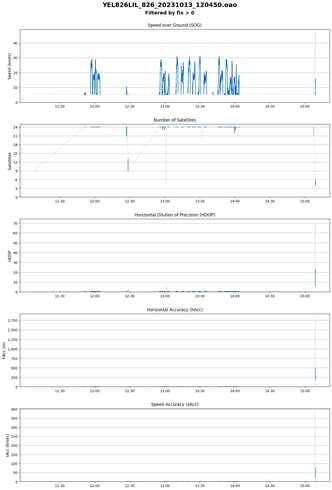 YEL826LIL_826_20231013_120450.oao
Filtered by fix > 0
Speed over Ground (SOG)
Speed (knots)
40
30
20
10
0
11:30 12:00 12:30 13:00 13:30 14:00 14:30 15:00
Number of Satellites
Satellites
24
21
18
15
12
9
6
3
0
11:30 12:00 12:30 13:00 13:30 14:00 14:30 15:00
Horizontal Dilution of Precision (HDOP)
HDOP
70
60
50
40
30
20
10
0
11:30 12:00 12:30 13:00 13:30 14:00 14:30 15:00
Horizontal Accuracy (hAcc)
hAcc (m)
1,750
1,500
1,250
1,000
750
500
250
0
11:30 12:00 12:30 13:00 13:30 14:00 14:30 15:00
Speed Accuracy (sAcc)
sAcc (knots)
400
350
300
250
200
150
100
50
0
11:30 12:00 12:30 13:00 13:30 14:00 14:30 15:00